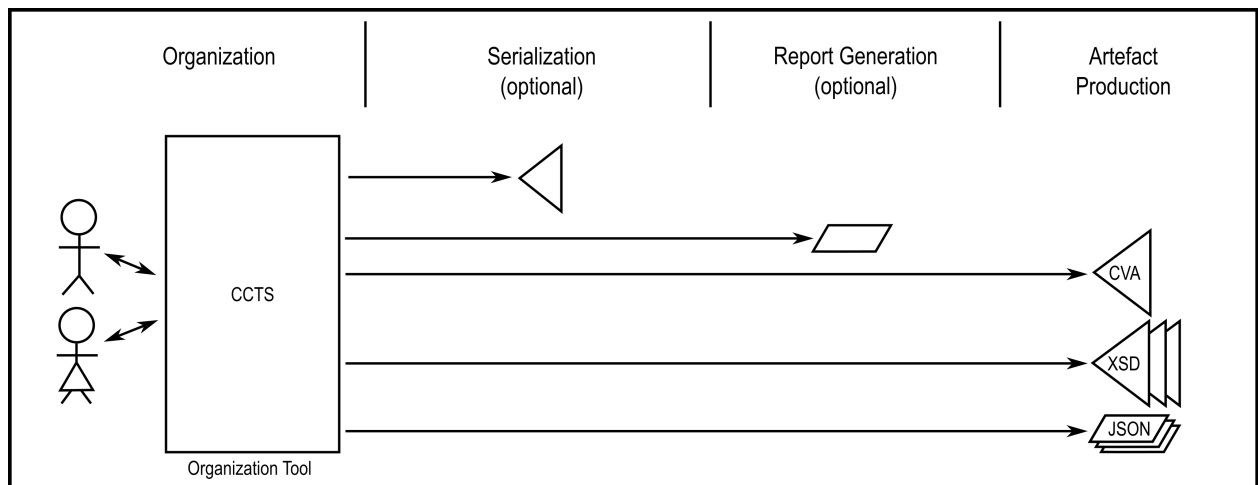 Organization
Serialization
(optional)
Report Generation
(optional)
Artefact
Production
CCTS
CVA
XSD
JSON
Organization Tool